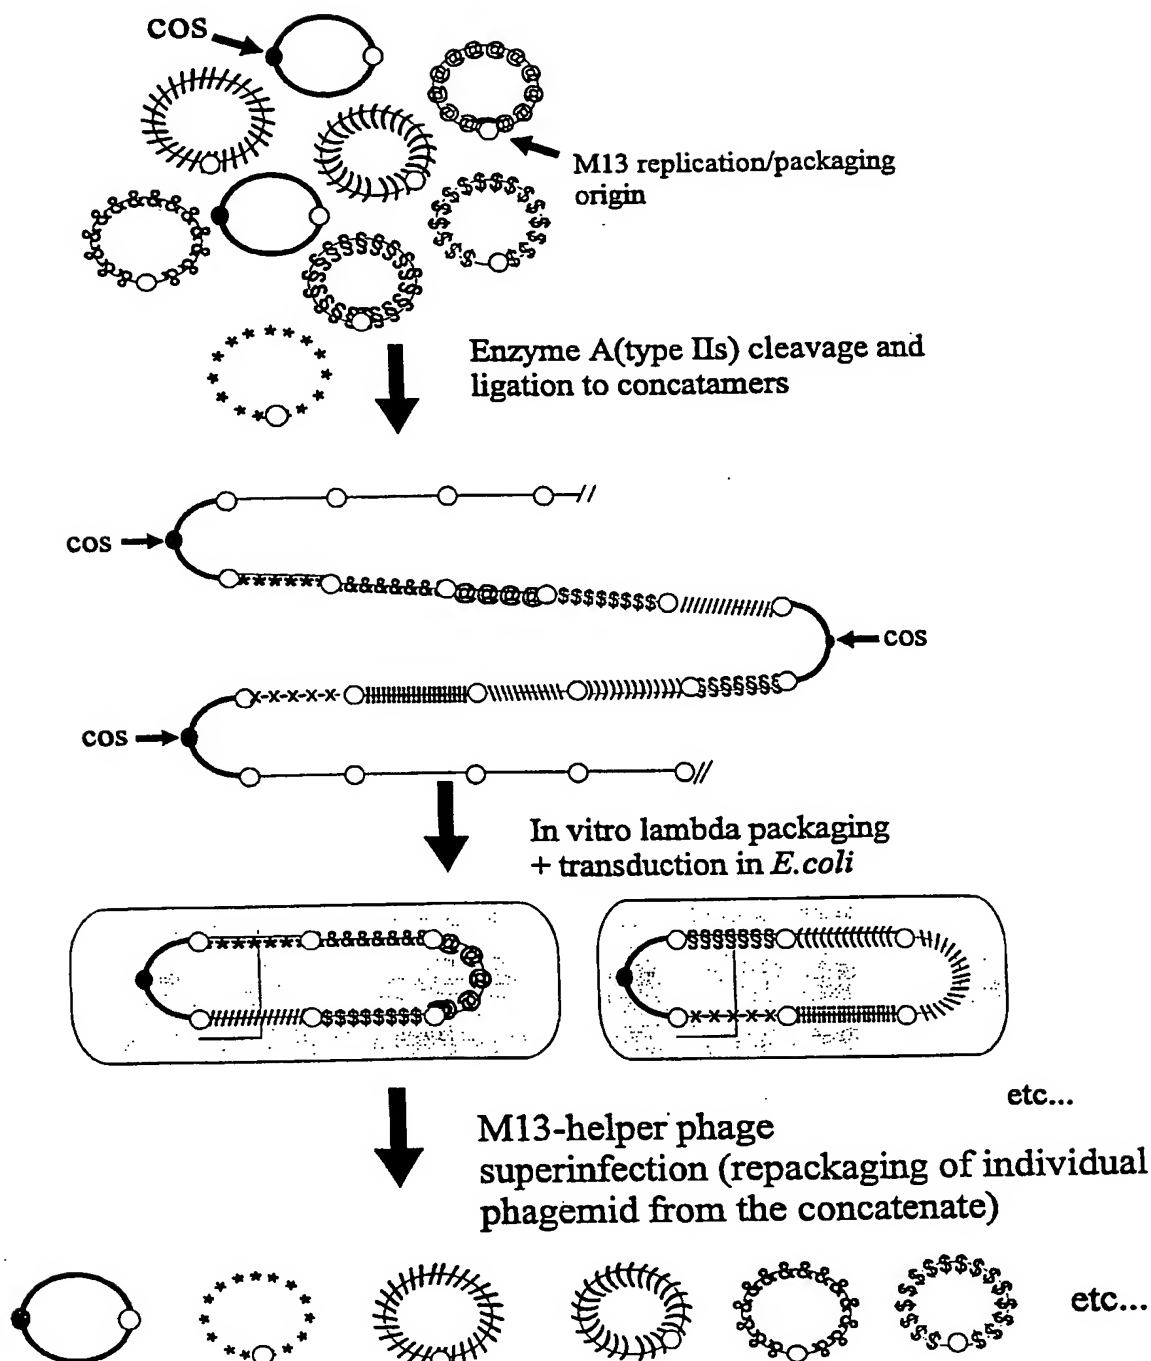 COS
M13 replication/packaging
origin
Enzyme A(type IIs) cleavage and
ligation to concatamers
COS
COS
COS
In vitro lambda packaging
+ transduction in E.coli
etc...
M13-helper phage
superinfection (repackaging of individual
phagemid from the concatenate)
etc...